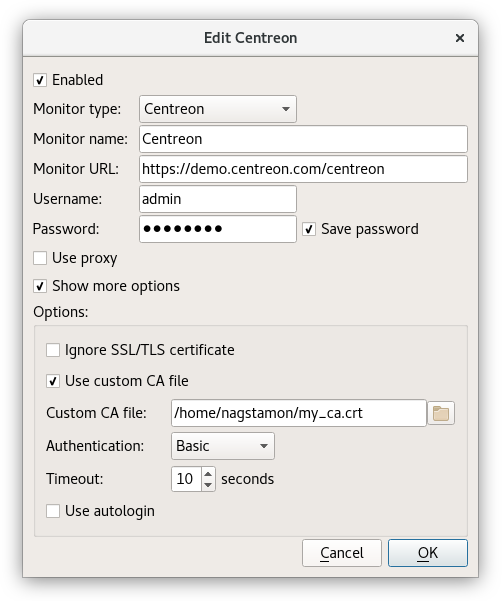 Edit Centreon
Enabled
Monitor type: Centreon
Monitor name: Centreon
Monitor URL: https://demo.centreon.com/centreon
Username: admin
Password: ●●●●●●●● Save password
Use proxy
Show more options
Options:
Ignore SSL/TLS certificate
Use custom CA file
Custom CA file: /home/nagstamon/my_ca.crt
Authentication: Basic
Timeout: 10 seconds
Use autologin
Cancel OK